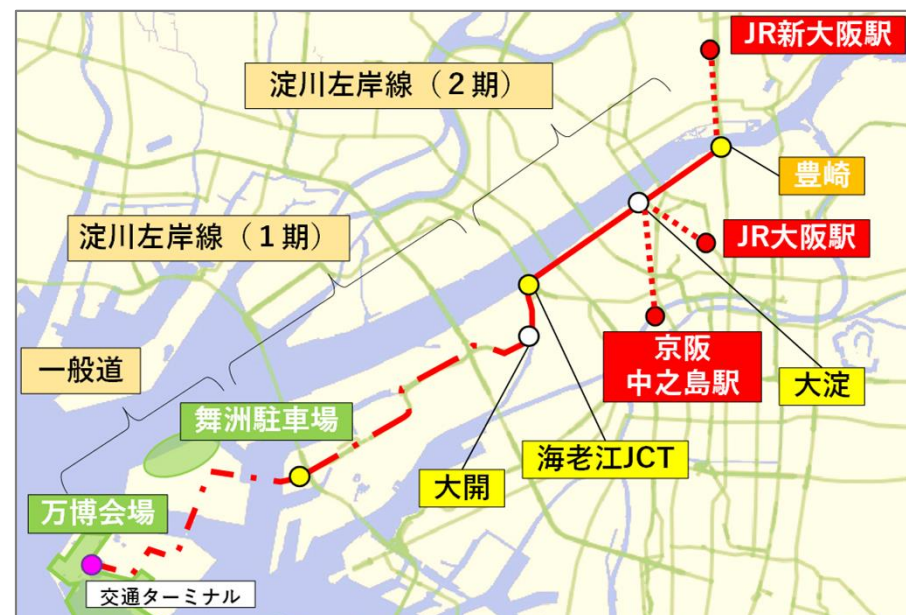 JR新大阪駅
淀川左岸線（２期）
豊崎
淀川左岸線（１期）
JR大阪駅
一般道
京阪
中之島駅
大淀
舞洲駐車場
海老江JCT
大開
万博会場
交通ターミナル